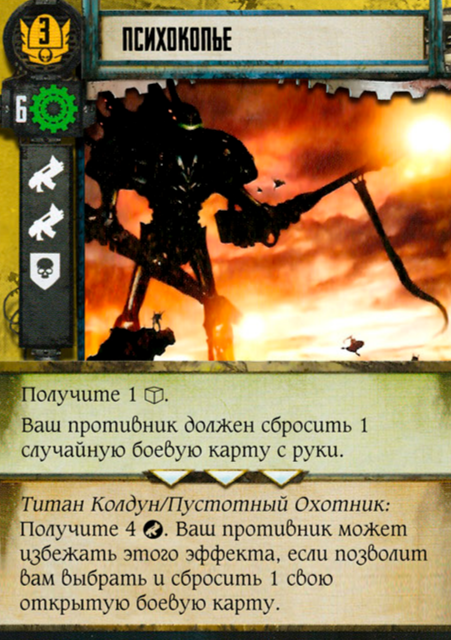 3
ПСИХОКОПЬЕ
6
Получите 1 .
Ваш противник должен сбросить 1
случайную боевую карту с руки.
Титан Колдун/Пустотный Охотник:
Получите 4 . Ваш противник может
избежать этого эффекта, если позволит
вам выбрать и сбросить 1 свою
открытую боевую карту.